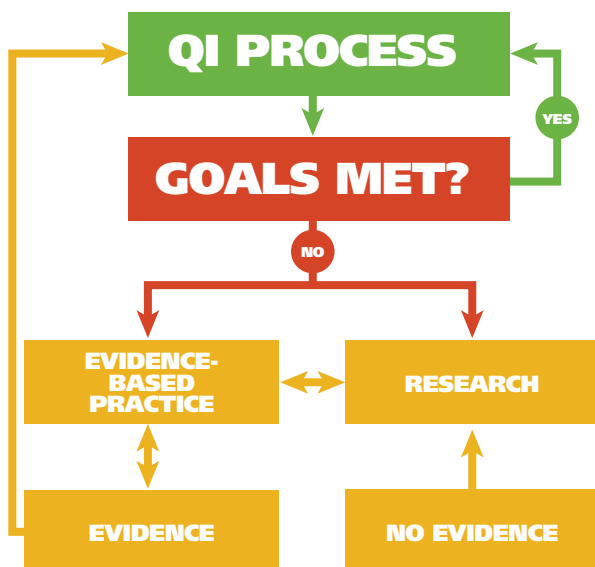 QI PROCESS
YES
GOALS MET?
NO
EVIDENCE-
BASED
PRACTICE
RESEARCH
EVIDENCE
NO EVIDENCE